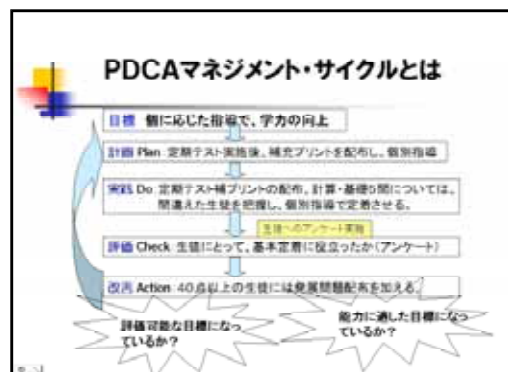 PDCAマネジメント・サイクルとは
目標 個に応じた指導で、学力の向上
計画 Plan 定期テスト実施後、補充プリントを配布し、個別指導
実践 Do 定期テスト補プリントの配布、計算・基礎5問については、
間違えた生徒を把握し、個別指導で定着させる。
生徒へのアンケート実施
評価 Check 生徒にとって、基本定着に役立ったか(アンケート)
改善 Action 40点以上の生徒には発展問題配布を加える。
評価可能な目標になっ
ているか?
能力に適した目標になっ
ているか?